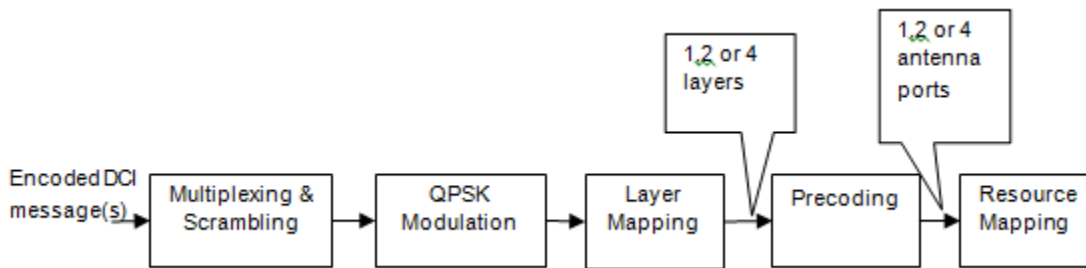 1,2 or 4
layers
1,2 or 4
antenna
ports
Encoded DCI
message(s)
Multiplexing &
Scrambling
QPSK
Modulation
Layer
Mapping
Precoding
Resource
Mapping